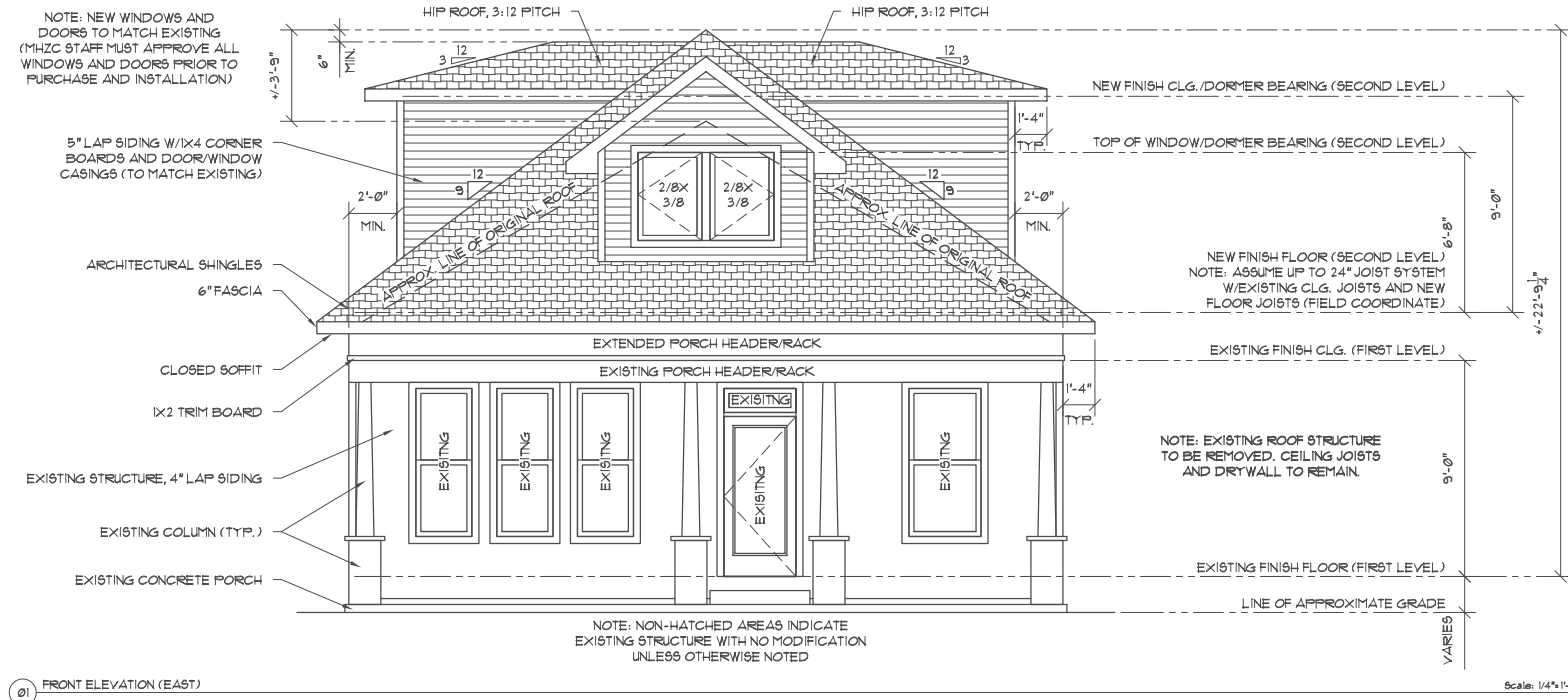 NOTE: NEW WINDOWS AND
DOORS TO MATCH EXISTING
(MHZC STAFF MUST APPROVE ALL
WINDOWS AND DOORS PRIOR TO
PURCHASE AND INSTALLATION)
HIP ROOF, 3:12 PITCH
HIP ROOF, 3:12 PITCH
+/-3'-9"
6"
MIN.
12
3
12
3
NEW FINISH CLG./DORMER BEARING (SECOND LEVEL)
1'-4"
TYP.
TOP OF WINDOW/DORMER BEARING (SECOND LEVEL)
5" LAP SIDING W/1X4 CORNER
BOARDS AND DOOR/WINDOW
CASINGS (TO MATCH EXISTING)
12
9
12
9
2/8X
3/8
2/8X
3/8
2'-0"
MIN.
2'-0"
MIN.
APPROX. LINE OF ORIGINAL ROOF
APPROX. LINE OF ORIGINAL ROOF
6'-8"
9'-0"
+/-22'-9 1/4"
ARCHITECTURAL SHINGLES
6" FASCIA
NEW FINISH FLOOR (SECOND LEVEL)
NOTE: ASSUME UP TO 24" JOIST SYSTEM
W/EXISTING CLG. JOISTS AND NEW
FLOOR JOISTS (FIELD COORDINATE)
EXTENDED PORCH HEADER/RACK
EXISTING FINISH CLG. (FIRST LEVEL)
CLOSED SOFFIT
EXISTING PORCH HEADER/RACK
1'-4"
TYP.
1X2 TRIM BOARD
EXISITNG
EXISITNG
EXISITNG
EXISITNG
EXISITNG
EXISITNG
NOTE: EXISTING ROOF STRUCTURE
TO BE REMOVED. CEILING JOISTS
AND DRYWALL TO REMAIN.
9'-0"
EXISTING STRUCTURE, 4" LAP SIDING
EXISTING COLUMN (TYP.)
EXISTING CONCRETE PORCH
EXISTING FINISH FLOOR (FIRST LEVEL)
LINE OF APPROXIMATE GRADE
VARIES
NOTE: NON-HATCHED AREAS INDICATE
EXISTING STRUCTURE WITH NO MODIFICATION
UNLESS OTHERWISE NOTED
01 FRONT ELEVATION (EAST)
Scale: 1/4"=1'-